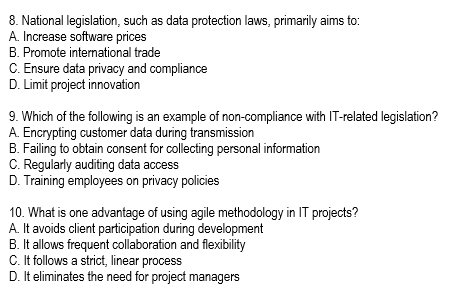 8. National legislation, such as data protection laws, primarily aims to:
A. Increase software prices
B. Promote international trade
C. Ensure data privacy and compliance
D. Limit project innovation
9. Which of the following is an example of non-compliance with IT-related legislation?
A. Encrypting customer data during transmission
B. Failing to obtain consent for collecting personal information
C. Regularly auditing data access
D. Training employees on privacy policies
10. What is one advantage of using agile methodology in IT projects?
A. It avoids client participation during development
B. It allows frequent collaboration and flexibility
C. It follows a strict, linear process
D. It eliminates the need for project managers